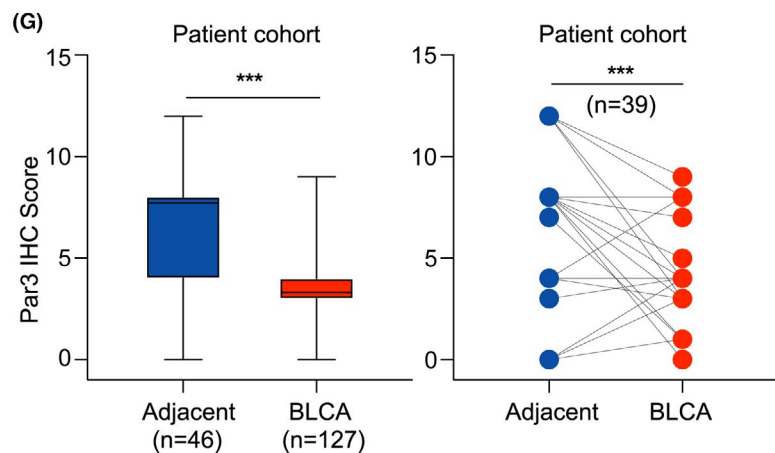 (G)
Patient cohort
15
10
5
0
Par3 IHC Score
***
Adjacent
(n=46)
BLCA
(n=127)
Patient cohort
15
10
5
0
***
(n=39)
Adjacent
BLCA